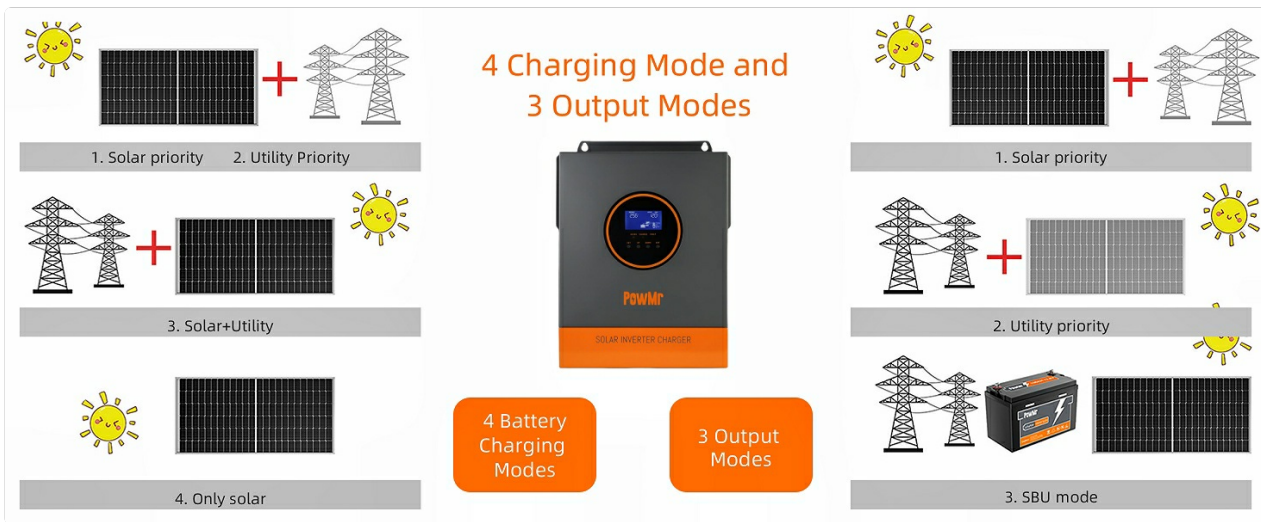 4 Charging Mode and
3 Output Modes
1. Solar priority 2. Utility Priority
3. Solar+Utility
4. Only solar
PowMr
SOLAR INVERTER CHARGER
4 Battery
Charging
Modes
3 Output
Modes
1. Solar priority
2. Utility priority
PowMr
3. SBU mode